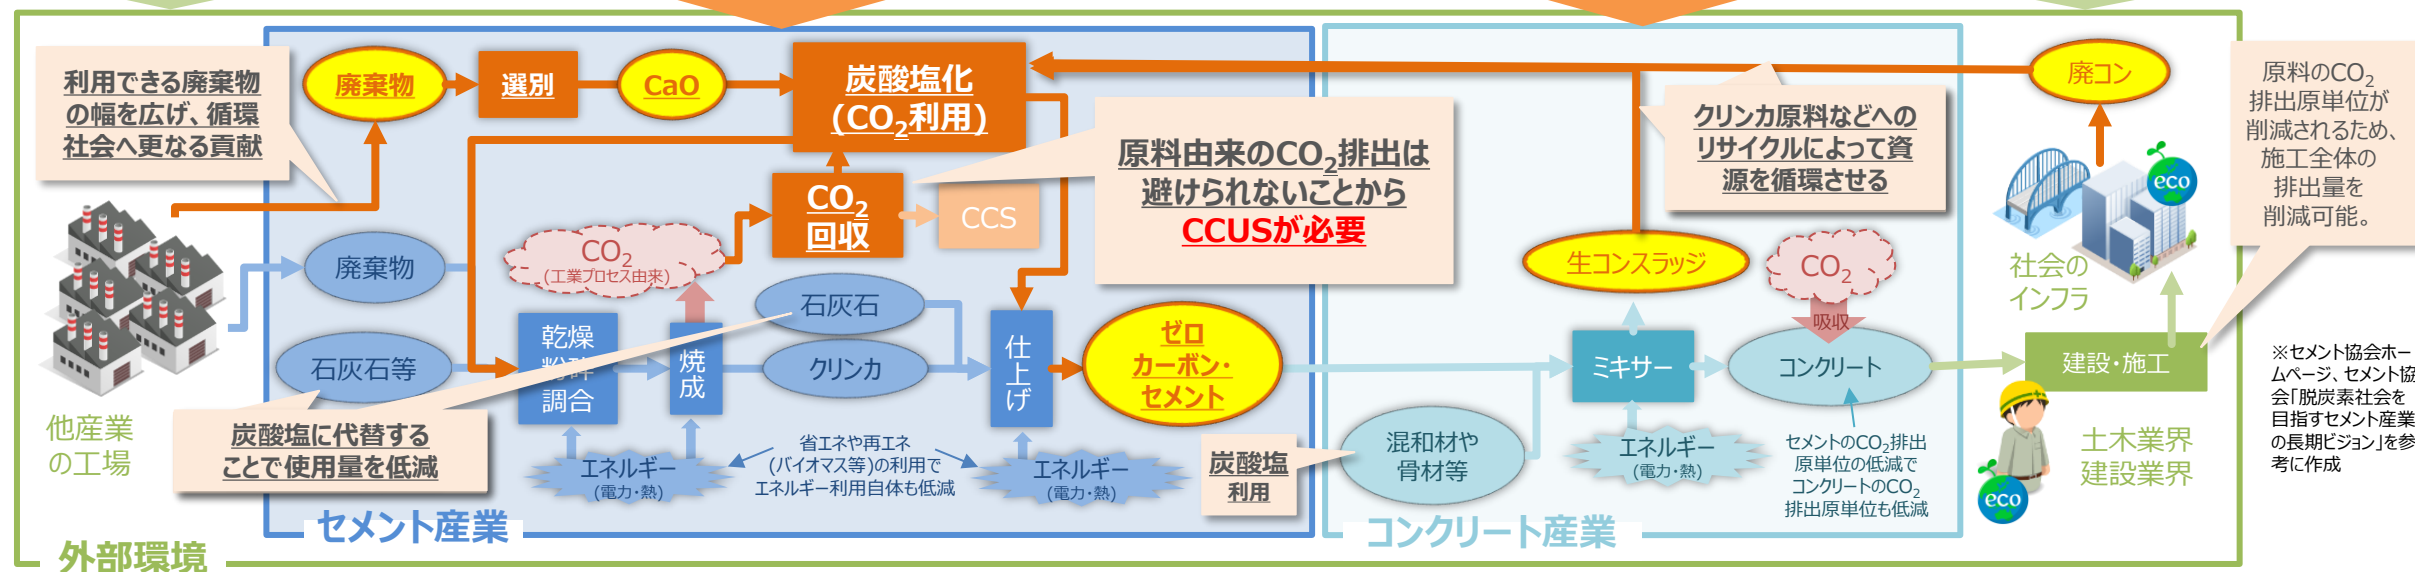 利用できる廃棄物
の幅を広げ、循環
社会へ更なる貢献
廃棄物
選別
CaO
炭酸塩化
(CO₂利用)
CO₂
回収
CCS
原料由来のCO₂排出は
避けられないことから
CCUSが必要
クリンカ原料などへの
リサイクルによって資
源を循環させる
廃コン
原料のCO₂
排出原単位が
削減されるため、
施工全体の
排出量を
削減可能。
eco
廃棄物
CO₂
(工業プロセス由来)
石灰石
生コンスラッジ
CO₂
吸収
社会の
インフラ
石灰石等
乾燥
粉砕
調合
焼成
クリンカ
仕上げ
ゼロ
カーボン・
セメント
ミキサー
コンクリート
建設・施工
他産業
の工場
炭酸塩に代替する
ことで使用量を低減
エネルギー
(電力・熱)
省エネや再エネ
(バイオマス等)の利用で
エネルギー利用自体も低減
エネルギー
(電力・熱)
炭酸塩
利用
混和材や
骨材等
エネルギー
(電力・熱)
セメントのCO₂排出
原単位の低減で
コンクリートのCO₂
排出原単位も低減
eco
土木業界
建設業界
※セメント協会ホー
ムページ、セメント協
会「脱炭素社会を
目指すセメント産業
の長期ビジョン」を参
考に作成
セメント産業
コンクリート産業
外部環境